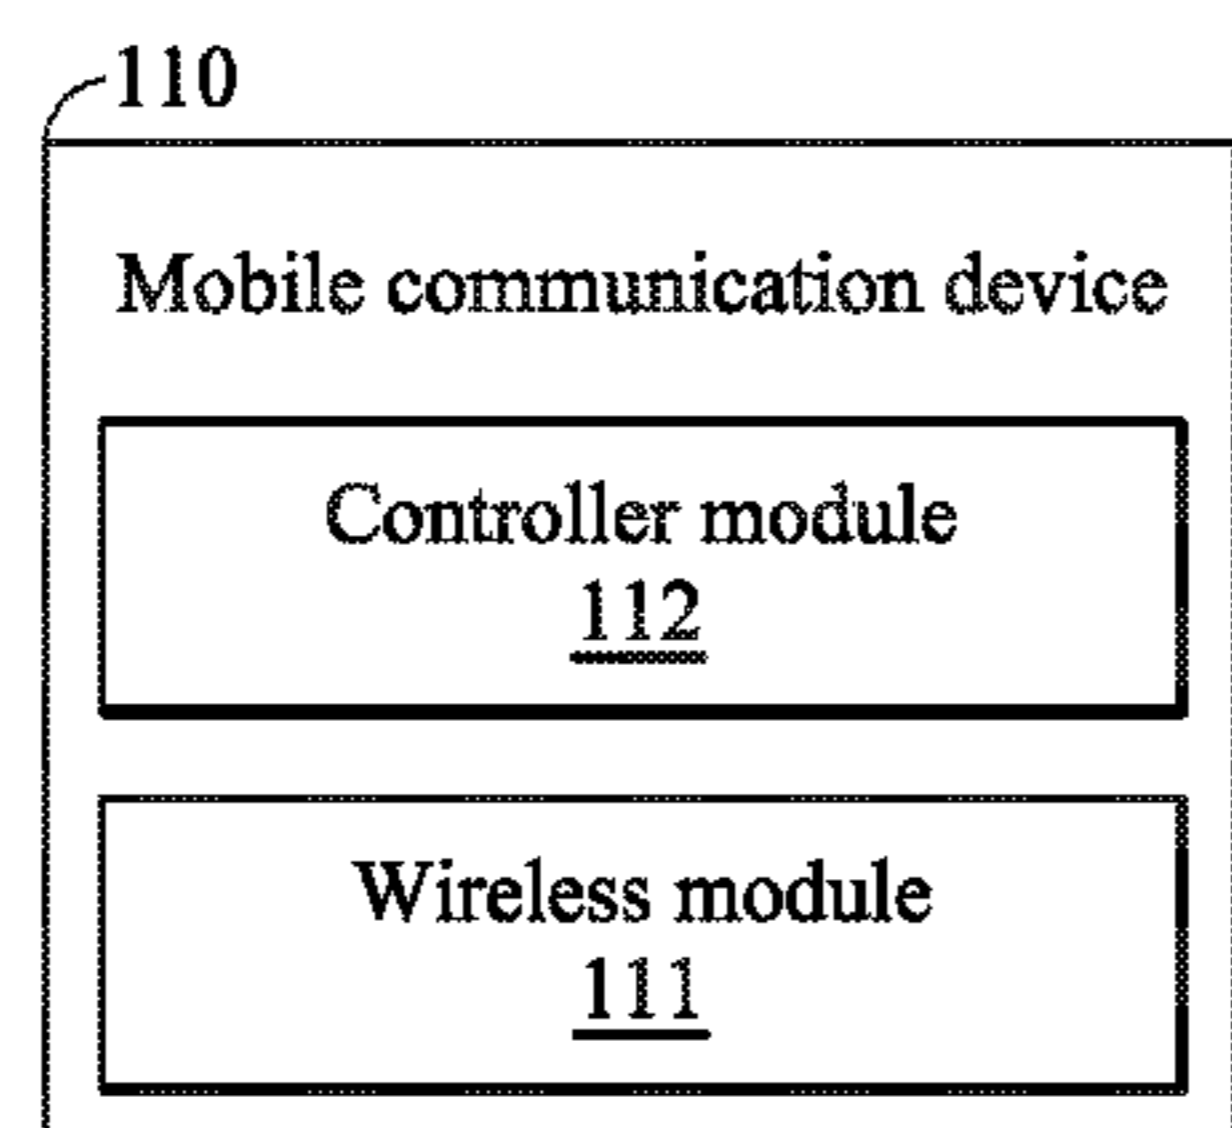 110
Mobile communication device
Controller module
112
Wireless module
111